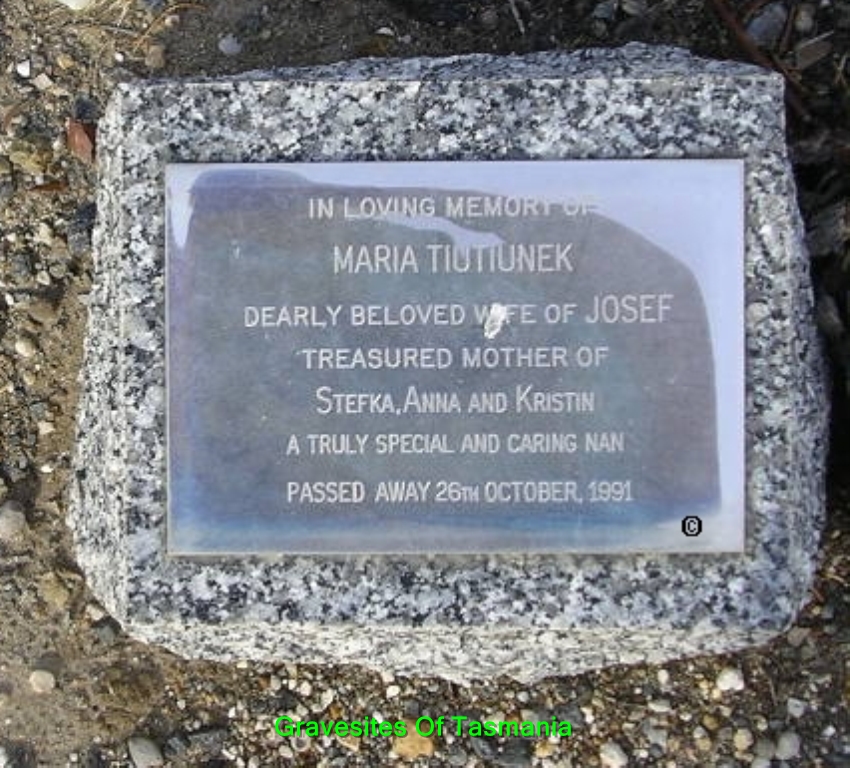 IN LOVING MEMORY OF
MARIA TIUTIUNEK
DEARLY BELOVED WIFE OF JOSEF
TREASURED MOTHER OF
STEFKA, ANNA AND KRISTIN
A TRULY SPECIAL AND CARING NAN
PASSED AWAY 26TH OCTOBER, 1991
©
Gravesites Of Tasmania